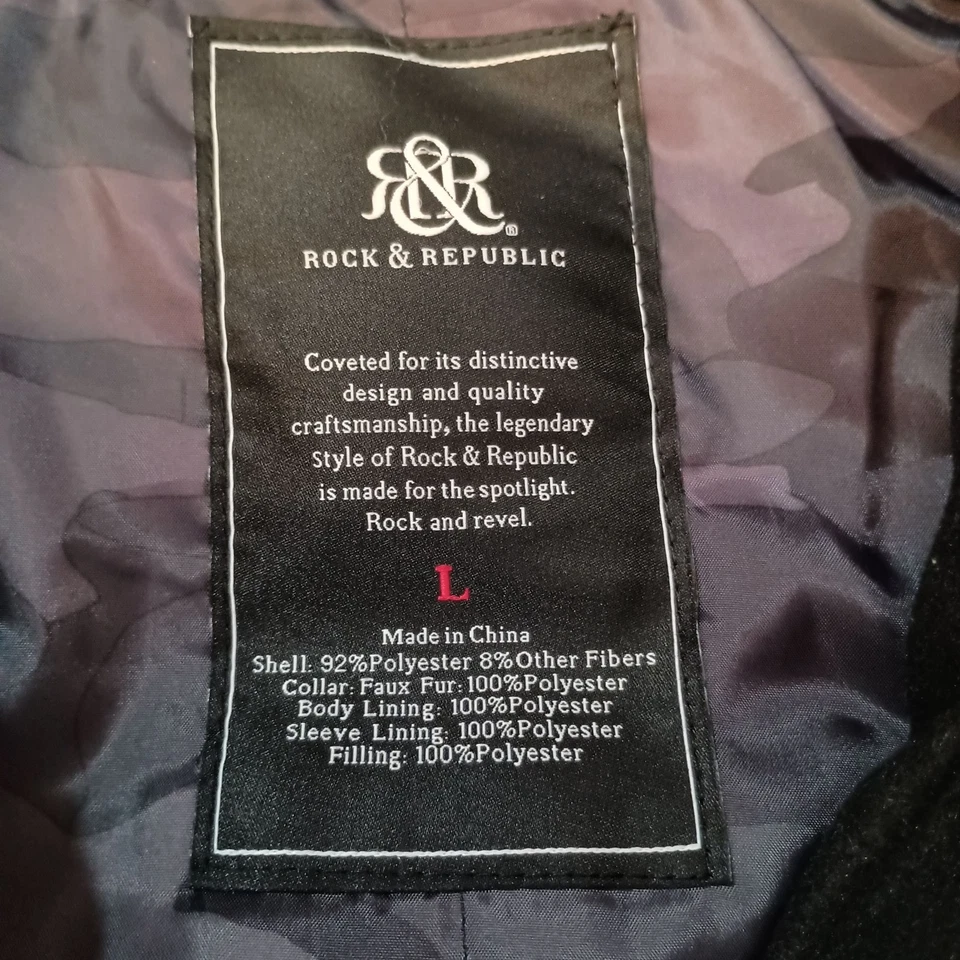 R&R®
ROCK & REPUBLIC
Coveted for its distinctive
design and quality
craftsmanship, the legendary
Style of Rock & Republic
is made for the spotlight.
Rock and revel.
L
Made in China
Shell: 92%Polyester 8%Other Fibers
Collar: Faux Fur: 100%Polyester
Body Lining: 100%Polyester
Sleeve Lining: 100%Polyester
Filling: 100%Polyester